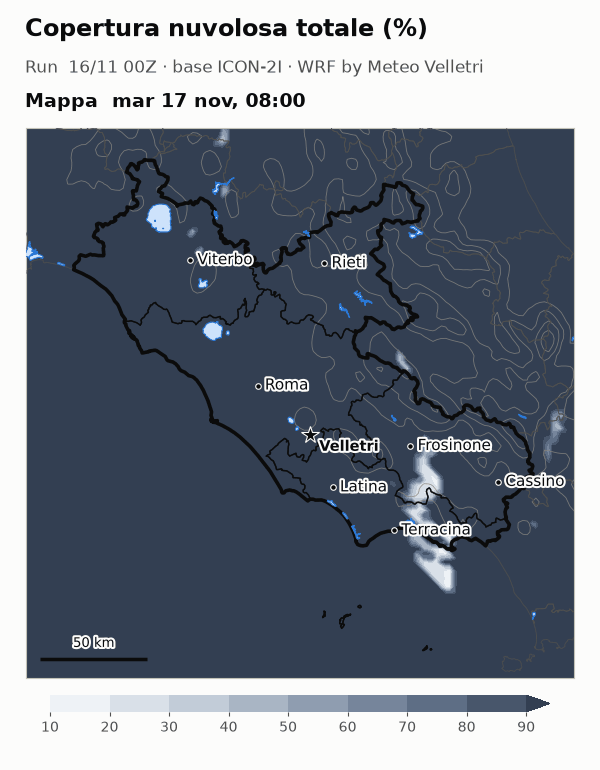 Copertura nuvolosa totale (%)
Run  16/11 00Z · base ICON-2I · WRF by Meteo Velletri
Mappa  mar 17 nov, 08:00
Viterbo
Rieti
Roma
Velletri
Frosinone
Cassino
Latina
Terracina
50 km
10 20 30 40 50 60 70 80 90